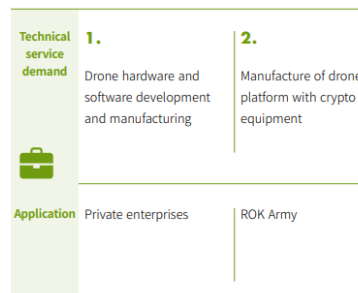 Technical service demand
1.
Drone hardware and
software development
and manufacturing
2.
Manufacture of drone
platform with crypto
equipment
Application
Private enterprises
ROK Army